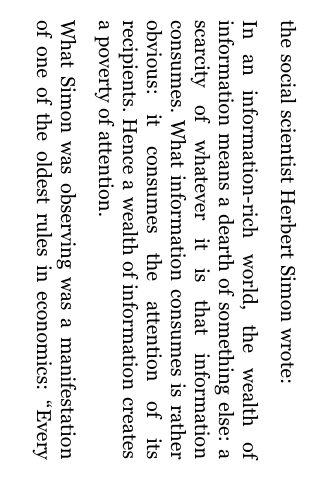 the social scientist Herbert Simon wrote:
In an information-rich world, the wealth of
information means a dearth of something else: a
scarcity of whatever it is that information
consumes. What information consumes is rather
obvious: it consumes the attention of its
recipients. Hence a wealth of information creates
a poverty of attention.
What Simon was observing was a manifestation
of one of the oldest rules in economics: “Every